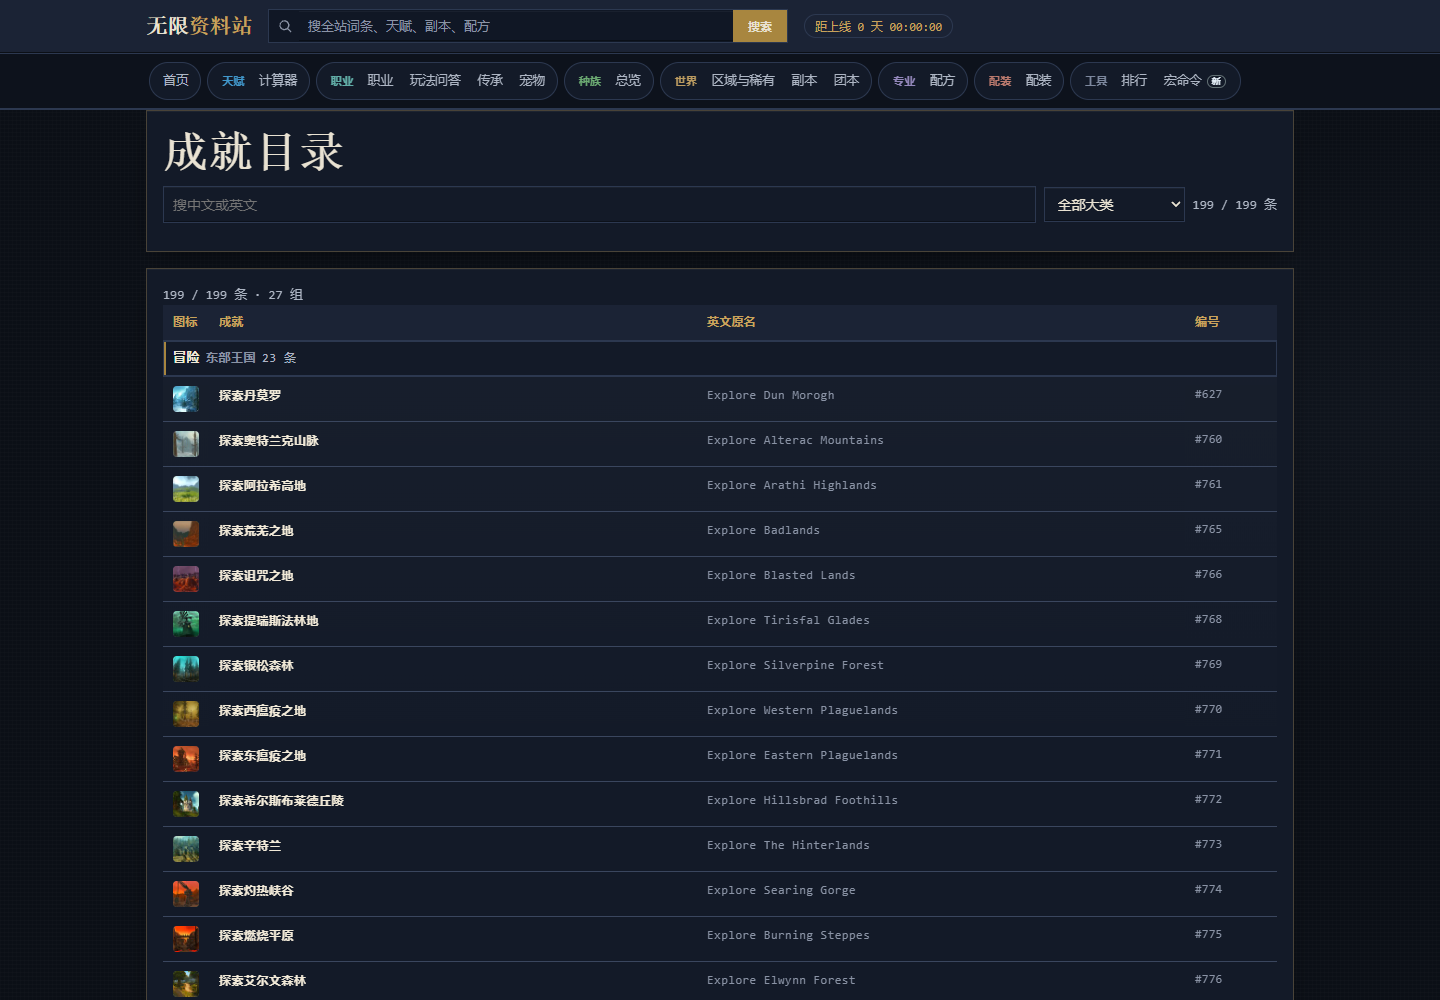 无限资料站 搜全站词条、天赋、副本、配方 搜索 距上线 0 天 00:00:00
首页 天赋 计算器 职业 职业 玩法问答 传承 宠物 种族 总览 世界 区域与稀有 副本 团本 专业 配方 配装 配装 工具 排行 宏命令 新
成就目录
搜中文或英文 全部大类 199 / 199 条
199 / 199 条 · 27 组
图标 成就 英文原名 编号
冒险 东部王国 23 条
探索丹莫罗 Explore Dun Morogh #627
探索奥特兰克山脉 Explore Alterac Mountains #760
探索阿拉希高地 Explore Arathi Highlands #761
探索荒芜之地 Explore Badlands #765
探索诅咒之地 Explore Blasted Lands #766
探索提瑞斯法林地 Explore Tirisfal Glades #768
探索银松森林 Explore Silverpine Forest #769
探索西瘟疫之地 Explore Western Plaguelands #770
探索东瘟疫之地 Explore Eastern Plaguelands #771
探索希尔斯布莱德丘陵 Explore Hillsbrad Foothills #772
探索辛特兰 Explore The Hinterlands #773
探索灼热峡谷 Explore Searing Gorge #774
探索燃烧平原 Explore Burning Steppes #775
探索艾尔文森林 Explore Elwynn Forest #776